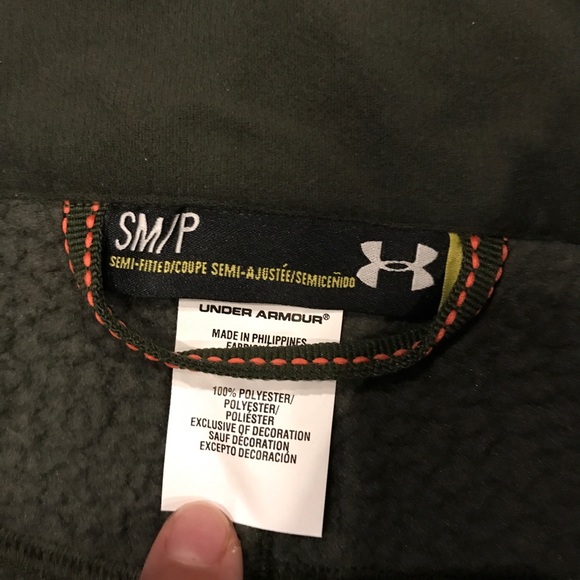 SM/P
SEMI-FITTED/COUPE SEMI-AJUSTÉE/SEMICEÑIDO
UNDER ARMOUR®
MADE IN PHILIPPINES
100% POLYESTER/
POLYESTER/
POLIÉSTER
EXCLUSIVE OF DECORATION
SAUF DECORATION
EXCEPTO DECORACIÓN